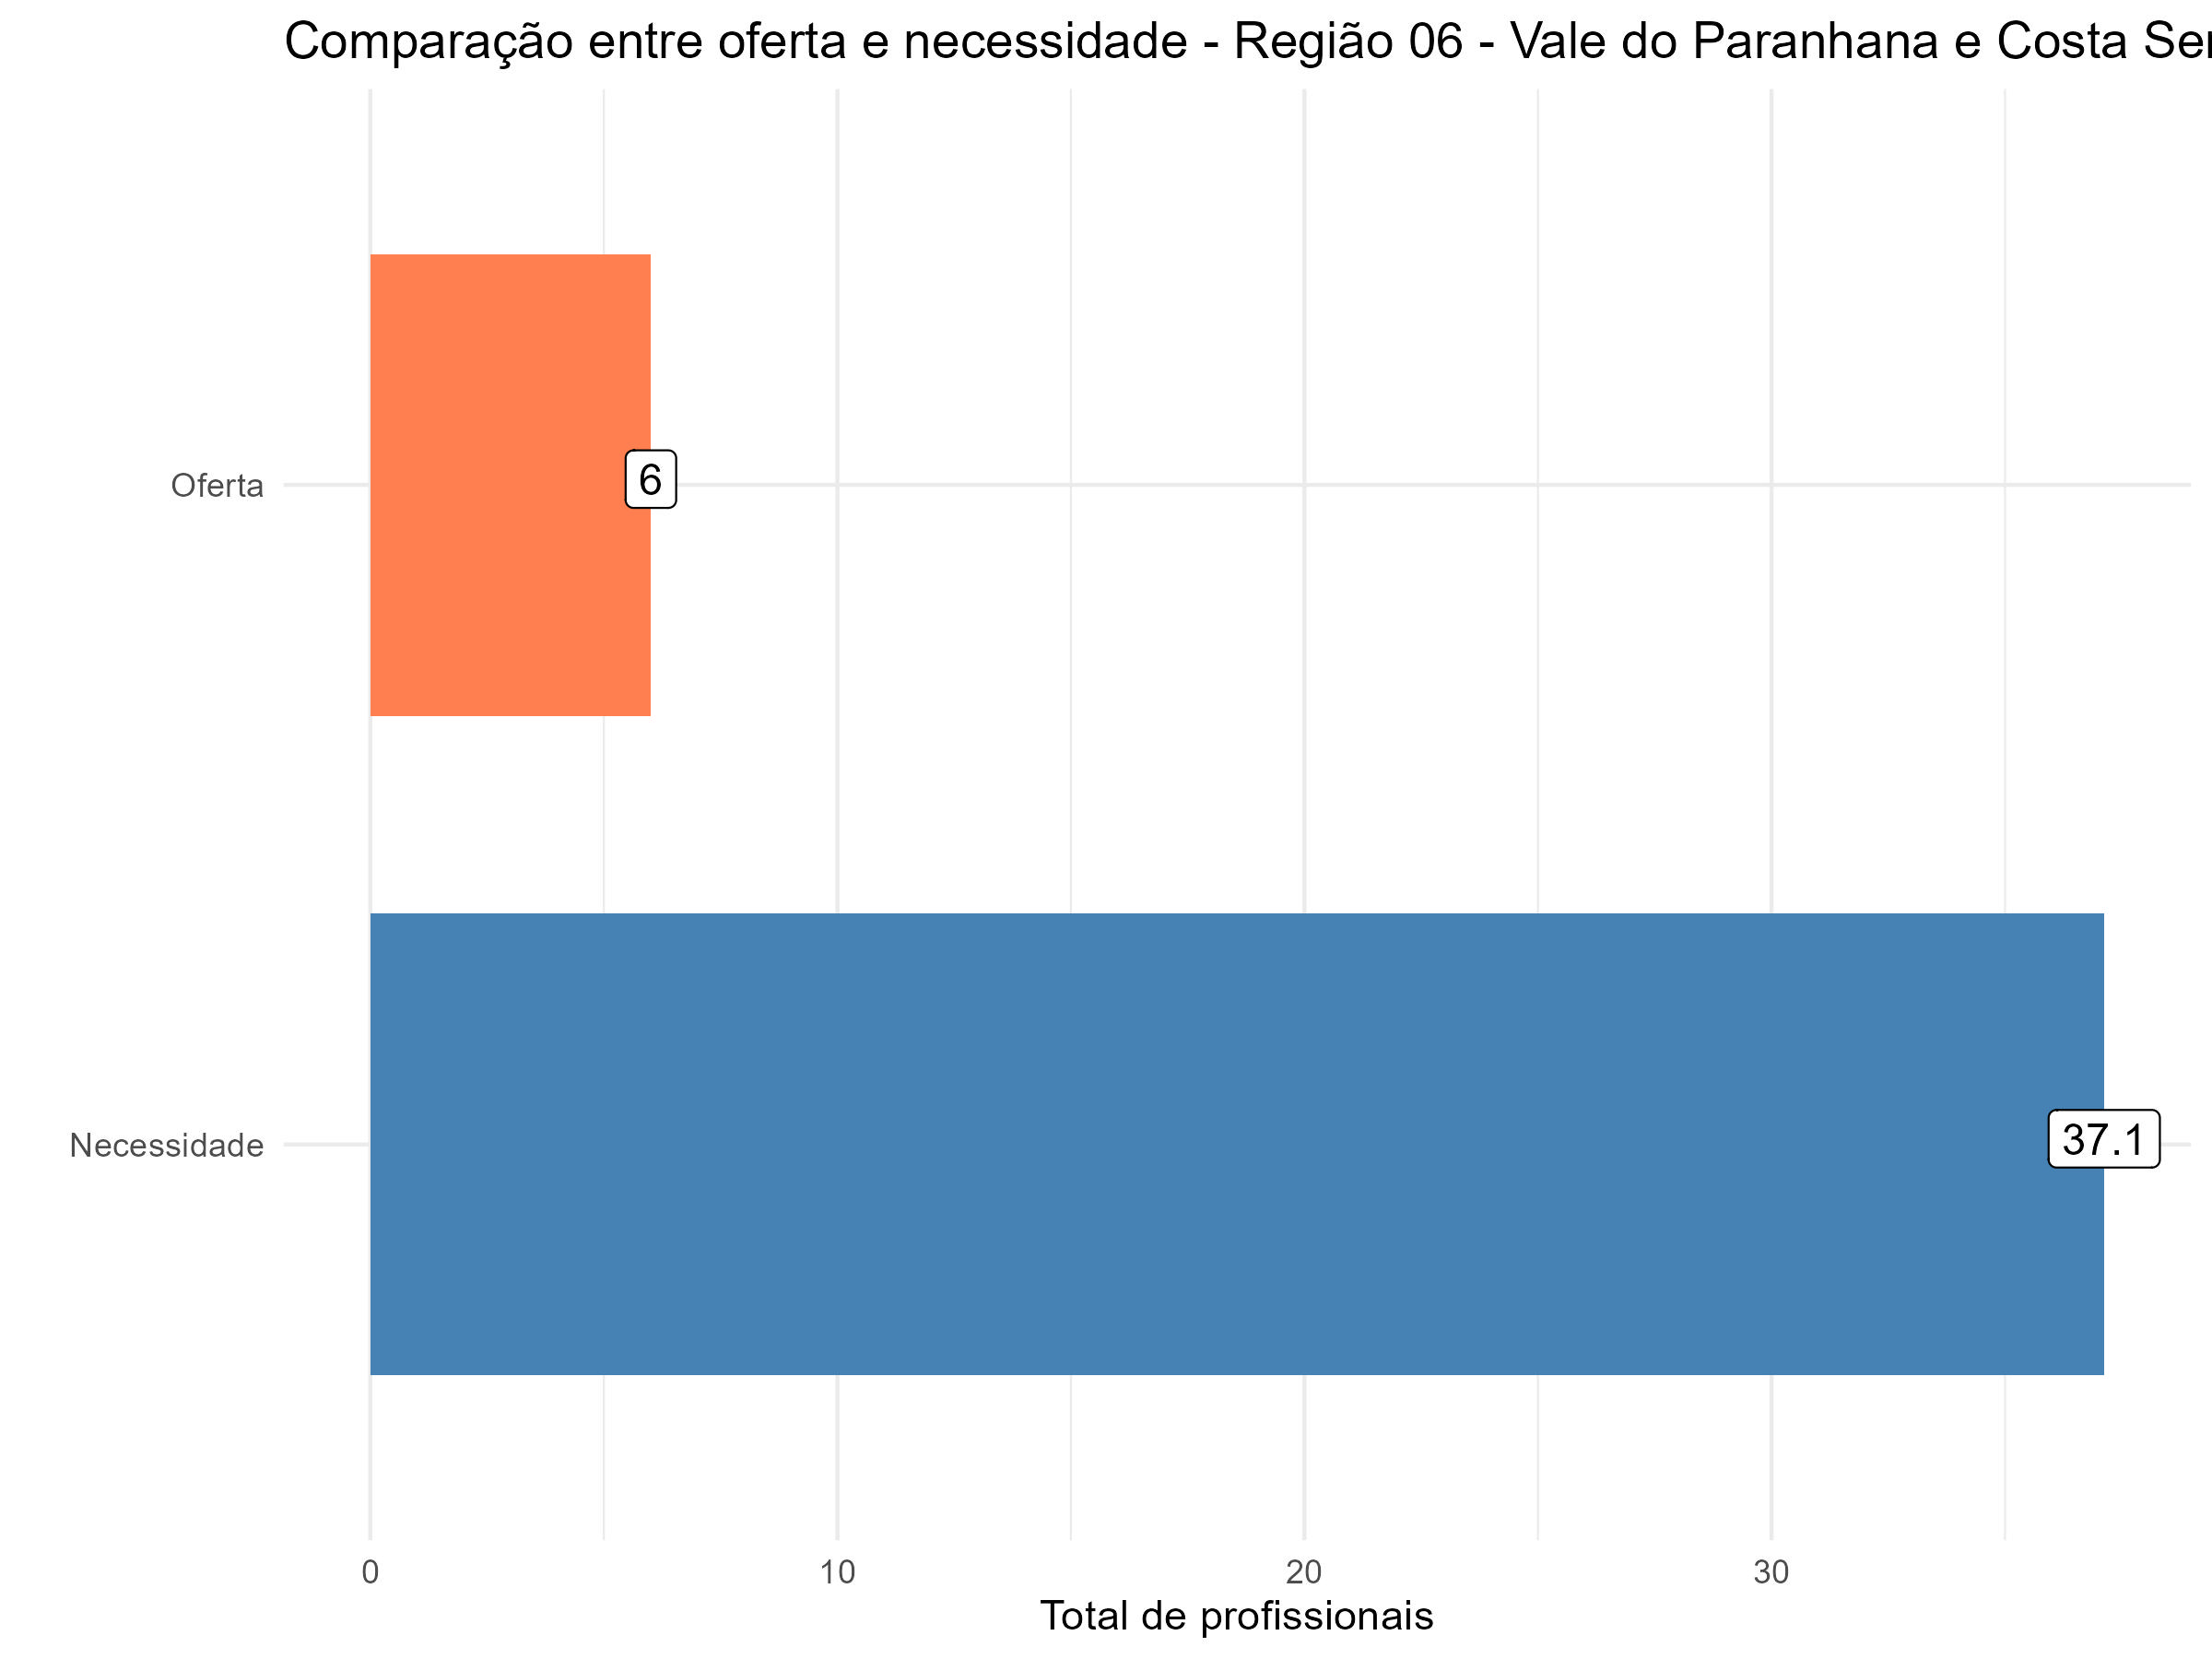 Comparação entre oferta e necessidade - Região 06 - Vale do Paranhana e Costa
Oferta
6
Necessidade
37.1
0 10 20 30
Total de profissionais